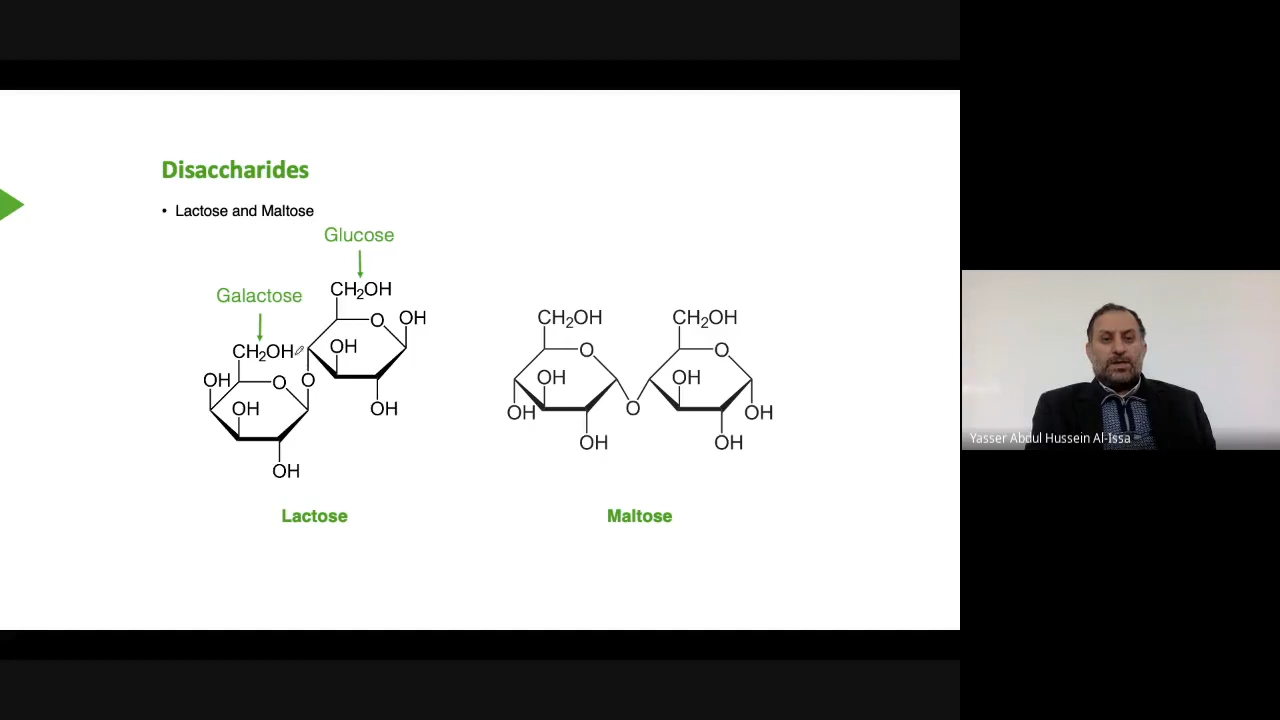 Disaccharides
• Lactose and Maltose
Glucose
CH2OH
Galactose
O
OH
OH
CH2OH
OH
O
O
OH
OH
OH
OH
CH2OH
CH2OH
O
O
OH
OH
OH
O
OH
OH
OH
Lactose
Maltose
Yasser Abdul Hussein Al-Issa